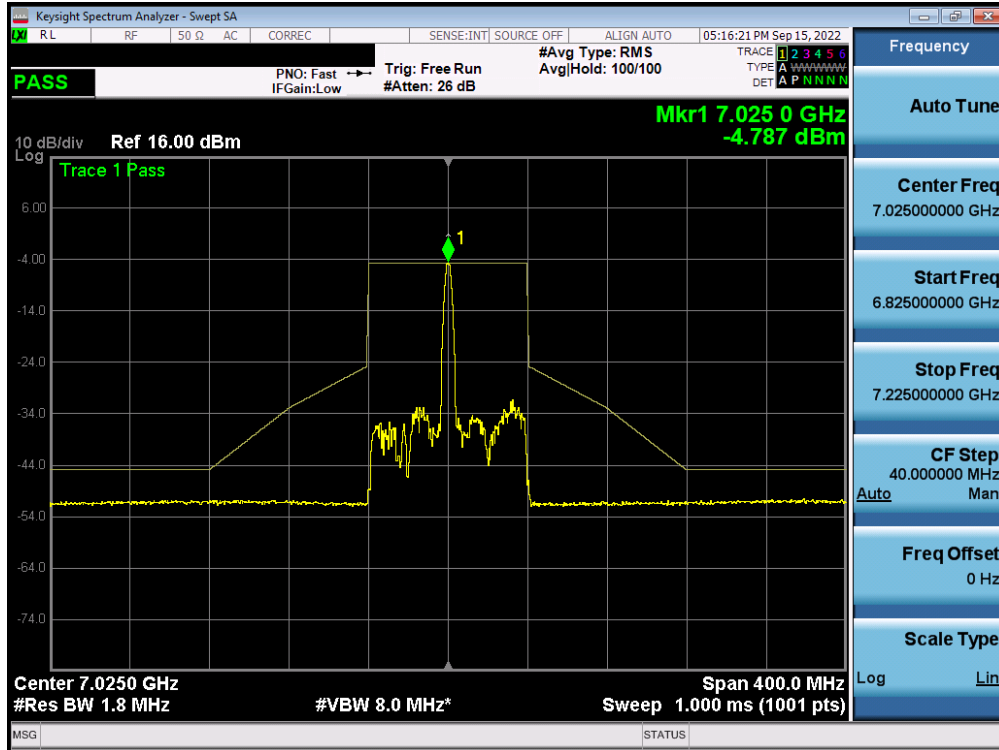 Keysight Spectrum Analyzer - Swept SA
LXI RL RF 50 Ω AC CORREC SENSE:INT SOURCE OFF ALIGN AUTO 05:16:21 PM Sep 15, 2022
#Avg Type: RMS TRACE 1 2 3 4 5 6
PNO: Fast Trig: Free Run Avg|Hold: 100/100 TYPE A WWWWW
PASS IFGain:Low #Atten: 26 dB DET A P N N N N
Mkr1 7.025 0 GHz
-4.787 dBm
10 dB/div Ref 16.00 dBm
Log
Trace 1 Pass
6.00
1
-4.00
-14.0
-24.0
-34.0
-44.0
-54.0
-64.0
-74.0
Center 7.0250 GHz Span 400.0 MHz
#Res BW 1.8 MHz #VBW 8.0 MHz* Sweep 1.000 ms (1001 pts)
MSG STATUS
Frequency
Auto Tune
Center Freq
7.025000000 GHz
Start Freq
6.825000000 GHz
Stop Freq
7.225000000 GHz
CF Step
40.000000 MHz
Auto Man
Freq Offset
0 Hz
Scale Type
Log Lin